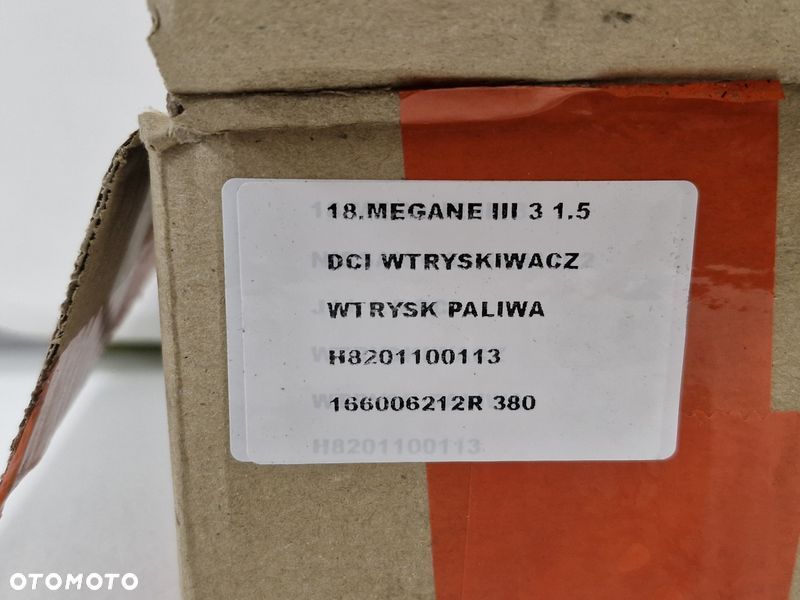 18.MEGANE III 3 1.5
DCI WTRYSKIWACZ
WTRYSK PALIWA
H8201100113
166006212R 380
H8201100113
OTOMOTO